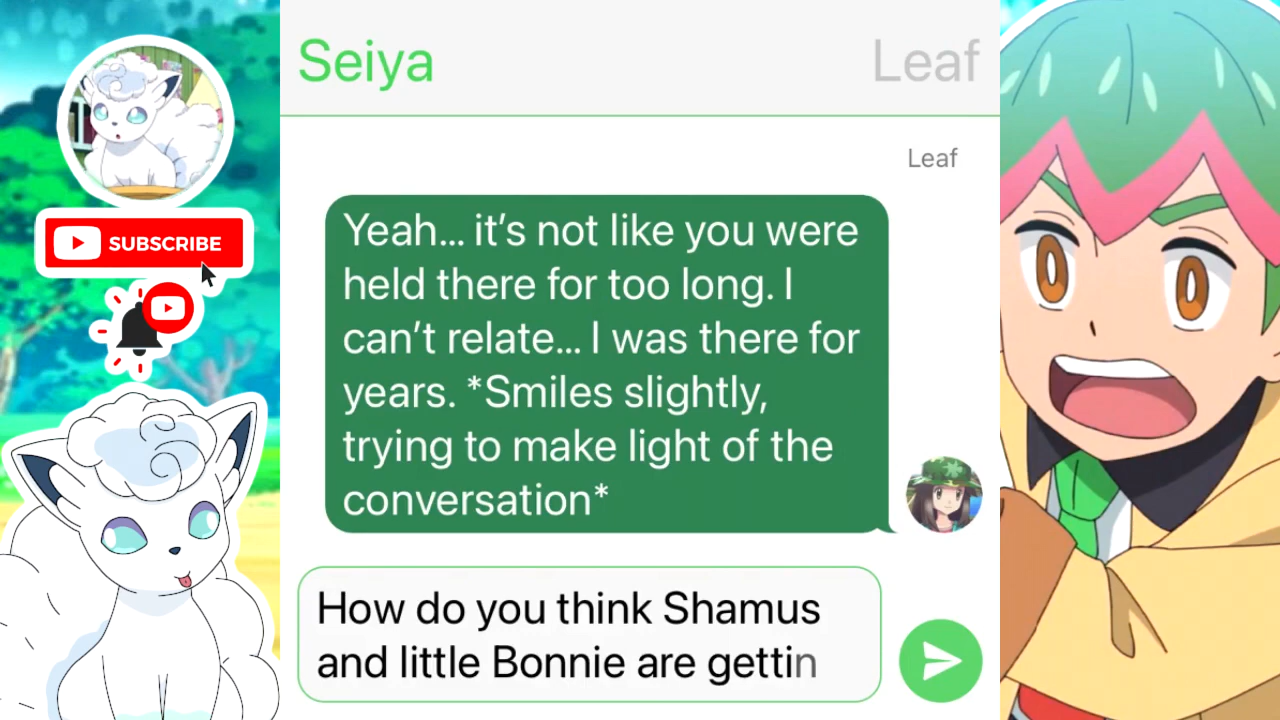 Seiya
Leaf
Leaf
Yeah... it's not like you were
held there for too long. I
can't relate... I was there for
years. *Smiles slightly,
trying to make light of the
conversation*
SUBSCRIBE
How do you think Shamus
and little Bonnie are gettin